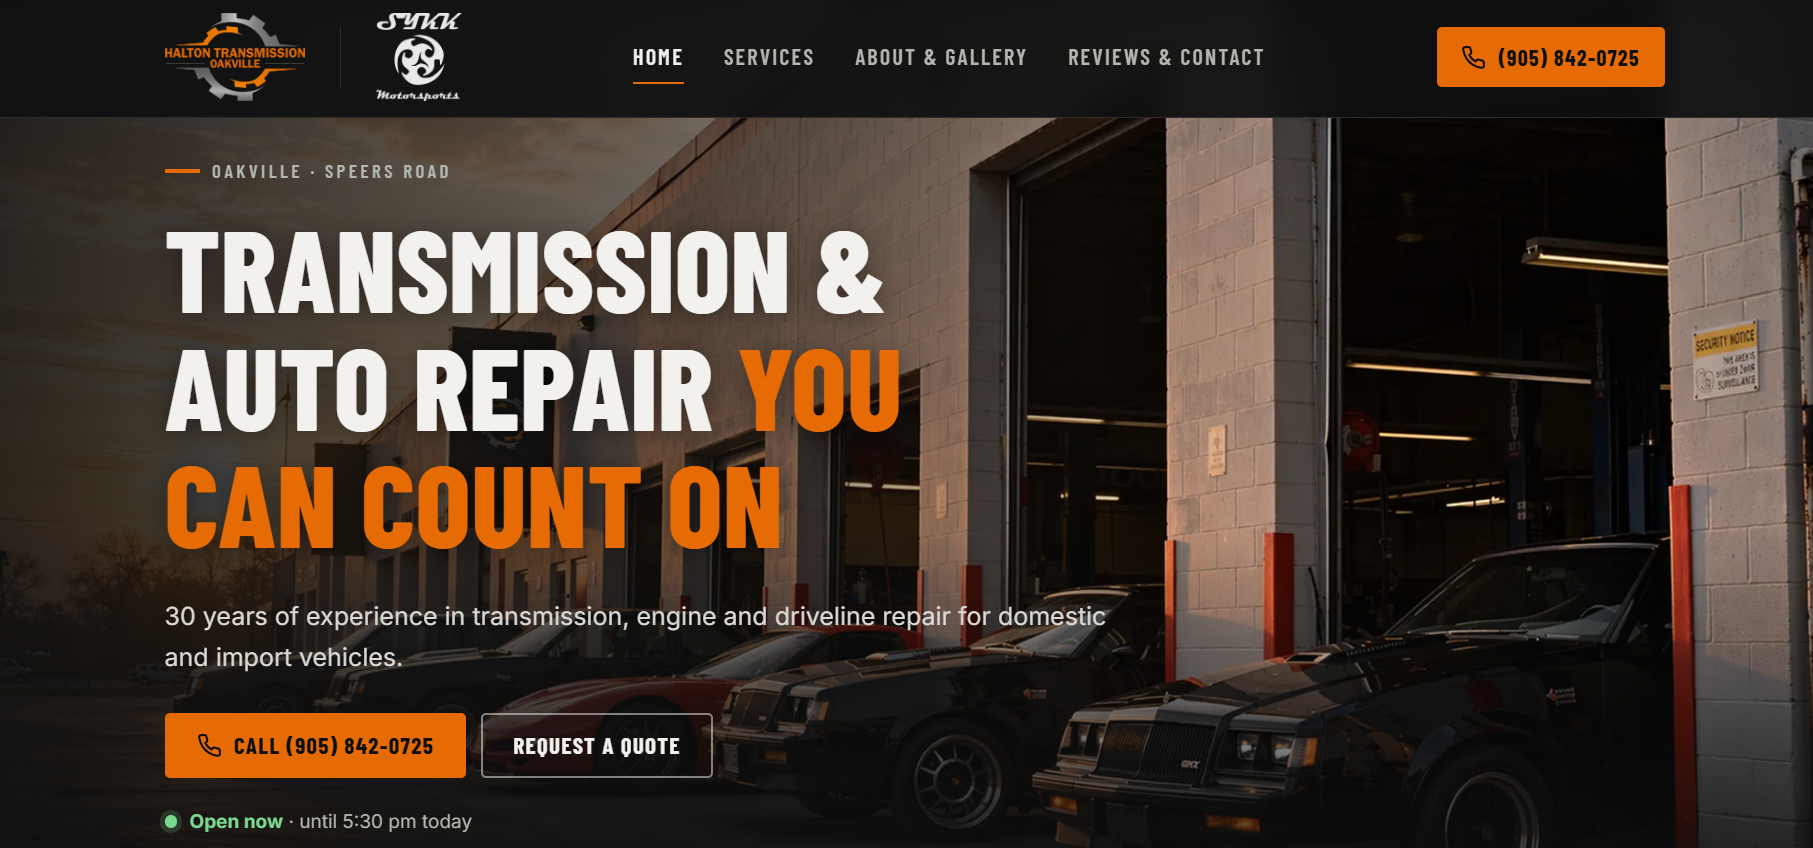 HALTON TRANSMISSION
OAKVILLE
SYKK
Motorsports
HOME
SERVICES
ABOUT & GALLERY
REVIEWS & CONTACT
(905) 842-0725
OAKVILLE · SPEERS ROAD
TRANSMISSION &
AUTO REPAIR YOU
CAN COUNT ON
SECURITY NOTICE
30 years of experience in transmission, engine and driveline repair for domestic
and import vehicles.
CALL (905) 842-0725
REQUEST A QUOTE
Open now · until 5:30 pm today